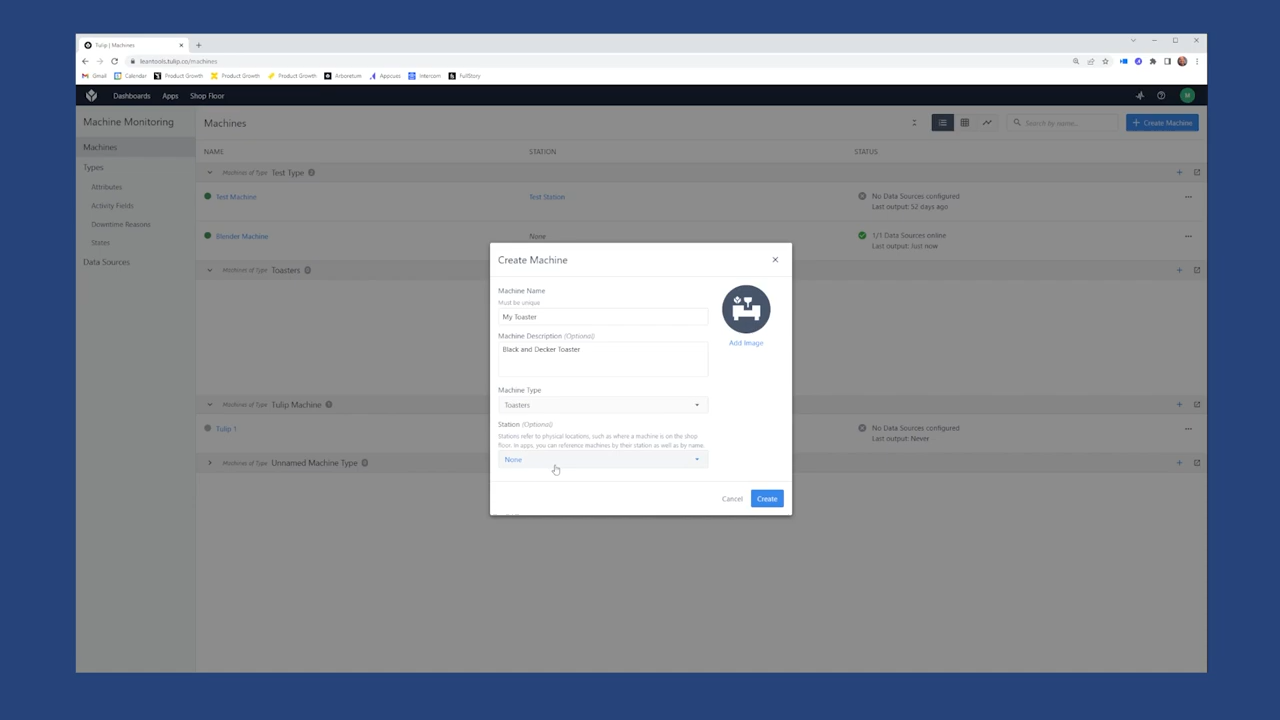 Tulip | Machines
leantools.tulip.co/machines
Gmail Calendar Product Growth Product Growth Product Growth Arboretum Appcues Intercom FullStory
Dashboards Apps Shop Floor
Machine Monitoring
Machines
Types
Attributes
Activity Fields
Downtime Reasons
States
Data Sources
Machines
Search by name...
+ Create Machine
NAME STATION STATUS
Machines of Type Test Type
Test Machine Test Station No Data Sources configured
Last output: 52 days ago
Blender Machine None 1/1 Data Sources online
Last output: Just now
Machines of Type Toasters
Machines of Type Tulip Machine
Tulip 1 No Data Sources configured
Last output: Never
Machines of Type Unnamed Machine Type
Create Machine
Machine Name
Must be unique
My Toaster
Add Image
Machine Description (Optional)
Black and Decker Toaster
Machine Type
Toasters
Station (Optional)
Stations refer to physical locations, such as where a machine is on the shop
floor. In apps, you can reference machines by their station as well as by name.
None
Cancel Create